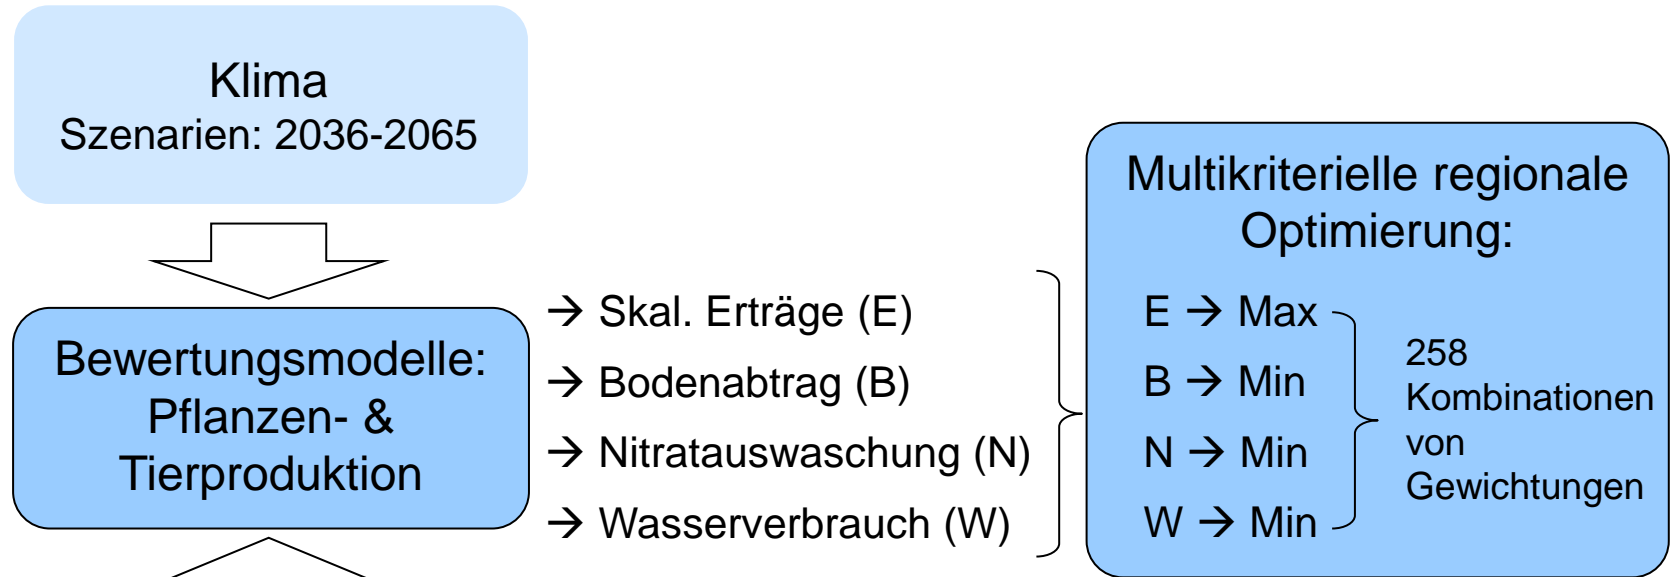 Klima
Szenarien: 2036-2065
Bewertungsmodelle:
Pflanzen- &
Tierproduktion
→ Skal. Erträge (E)
→ Bodenabtrag (B)
→ Nitratauswaschung (N)
→ Wasserverbrauch (W)
Multikriterielle regionale
Optimierung:
E → Max
B → Min
N → Min
W → Min
258
Kombinationen
von
Gewichtungen